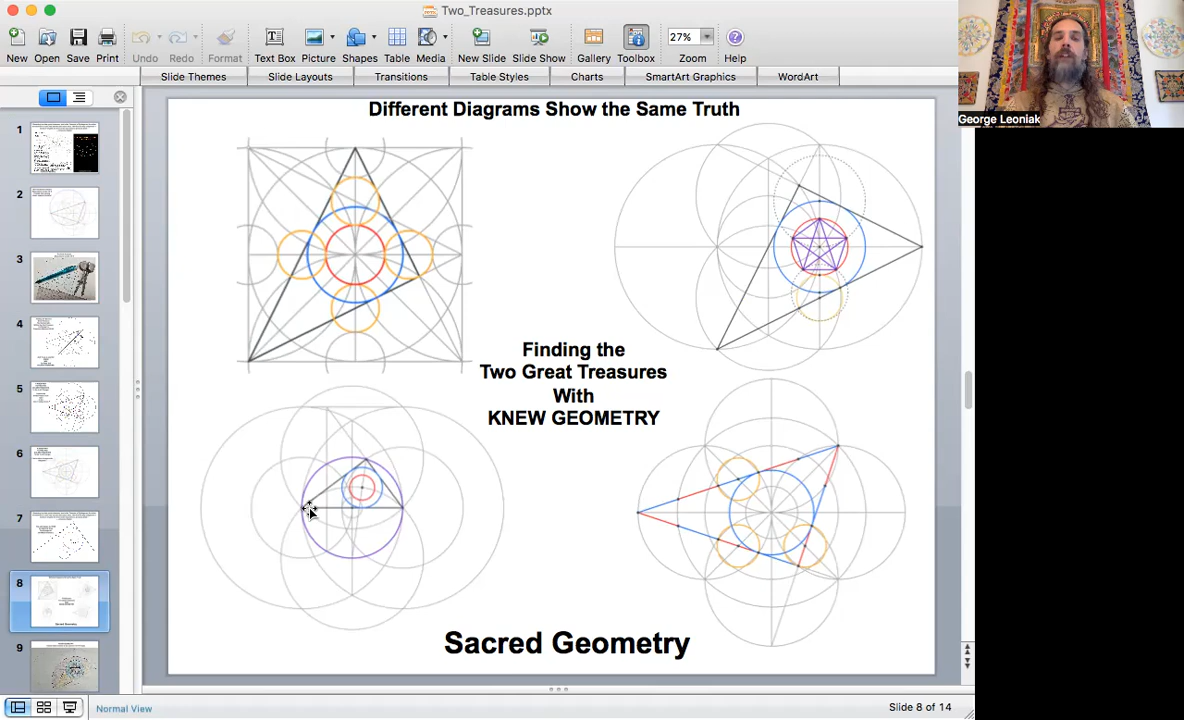 Two_Treasures.pptx
New Open Save Print Undo Redo Format Text Box Picture Shapes Table Media New Slide Slide Show Gallery Toolbox Zoom Help
27%
Slide Themes Slide Layouts Transitions Table Styles Charts SmartArt Graphics WordArt
George Leoniak
1
2
3
4
5
6
7
8
9
Different Diagrams Show the Same Truth
Finding the
Two Great Treasures
With
KNEW GEOMETRY
Sacred Geometry
Normal View
Slide 8 of 14